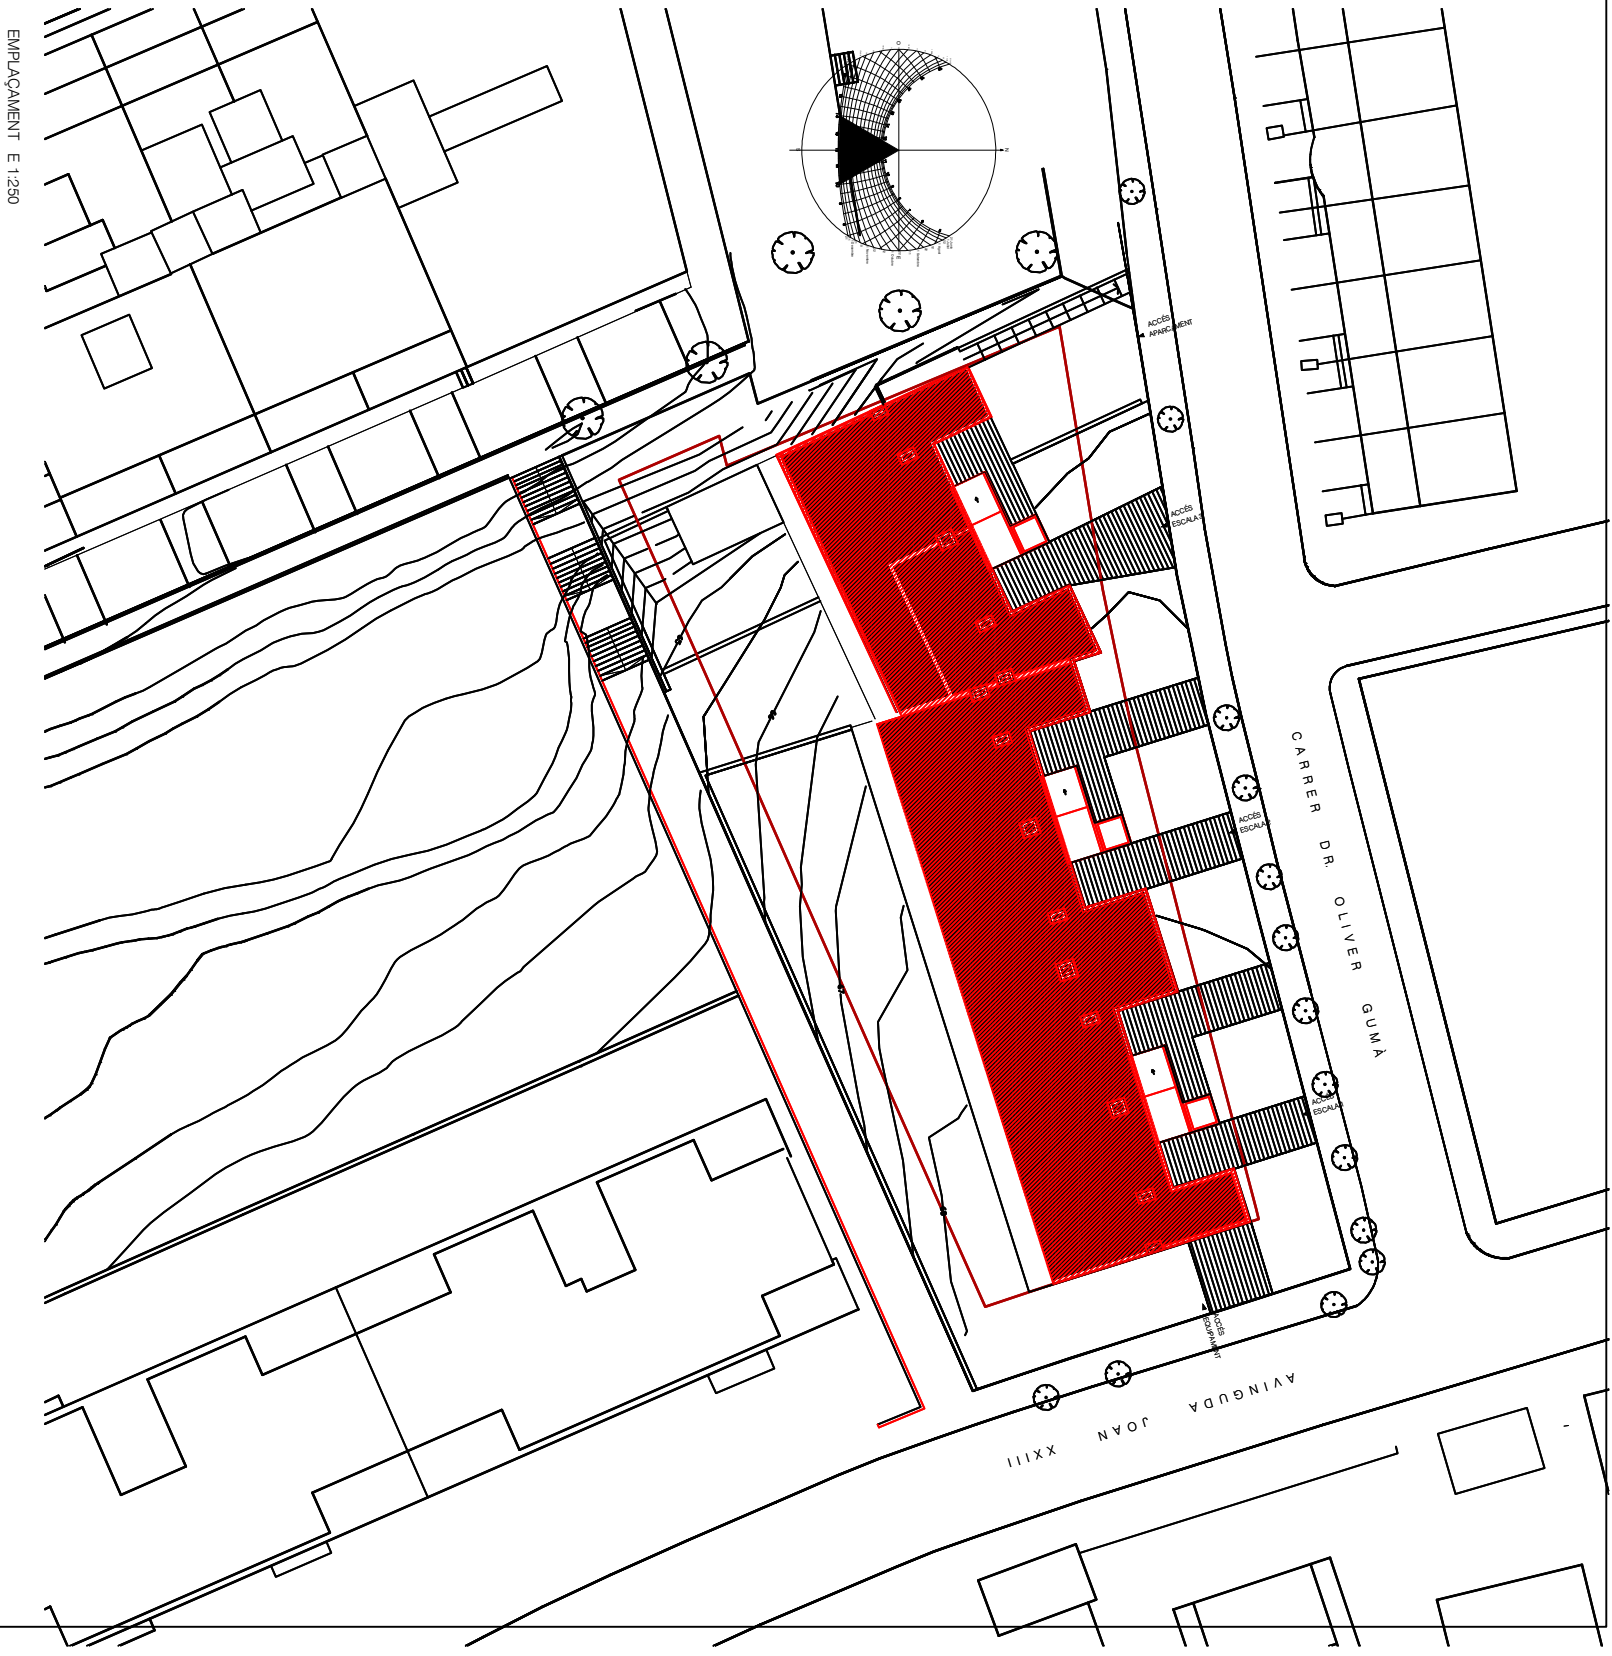 EMPLAÇAMENT E 1:250
O
N
E
ACCÉS
APARCAMENT
ACCÉS
ESCALA
ACCÉS
ESCALA
ACCÉS
ESCALA
CARRER DR. OLIVER GUMÀ
ACCÉS
EQUIPAMENT
AVINGUDA JOAN XXIII